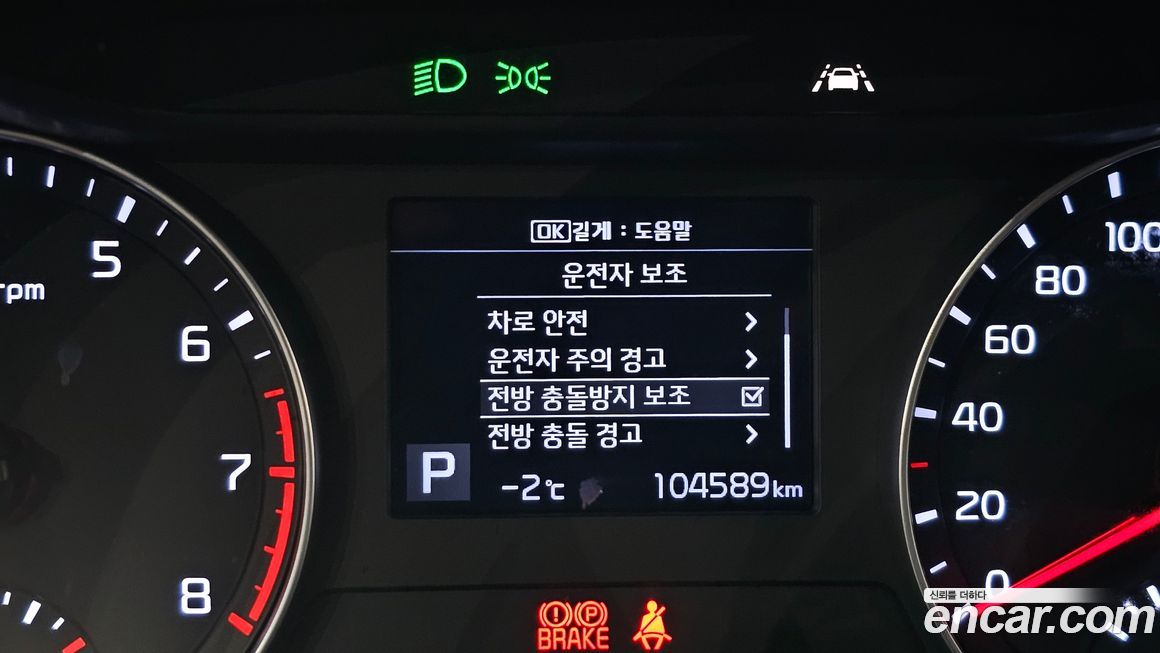 OK길게 : 도움말
운전자 보조
차로 안전
운전자 주의 경고
전방 충돌방지 보조
전방 충돌 경고
P
-2℃
104589km
rpm
5
6
7
8
100
80
60
40
20
0
BRAKE
신뢰를 더하다
encar.com